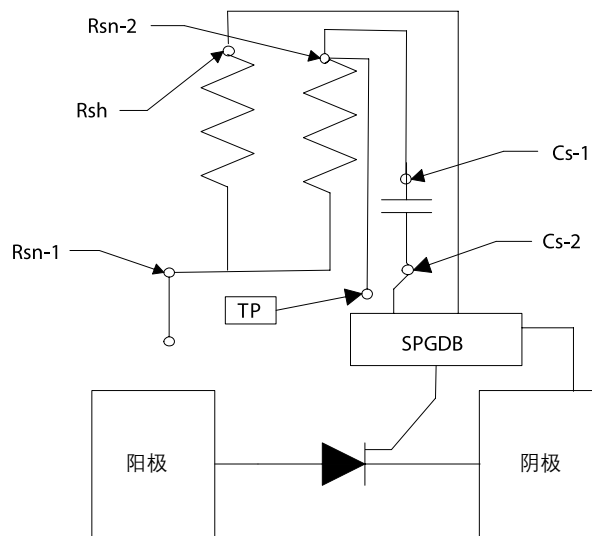 Rsn-2
Rsh
Cs-1
Rsn-1
Cs-2
TP
SPGDB
阳极
阴极